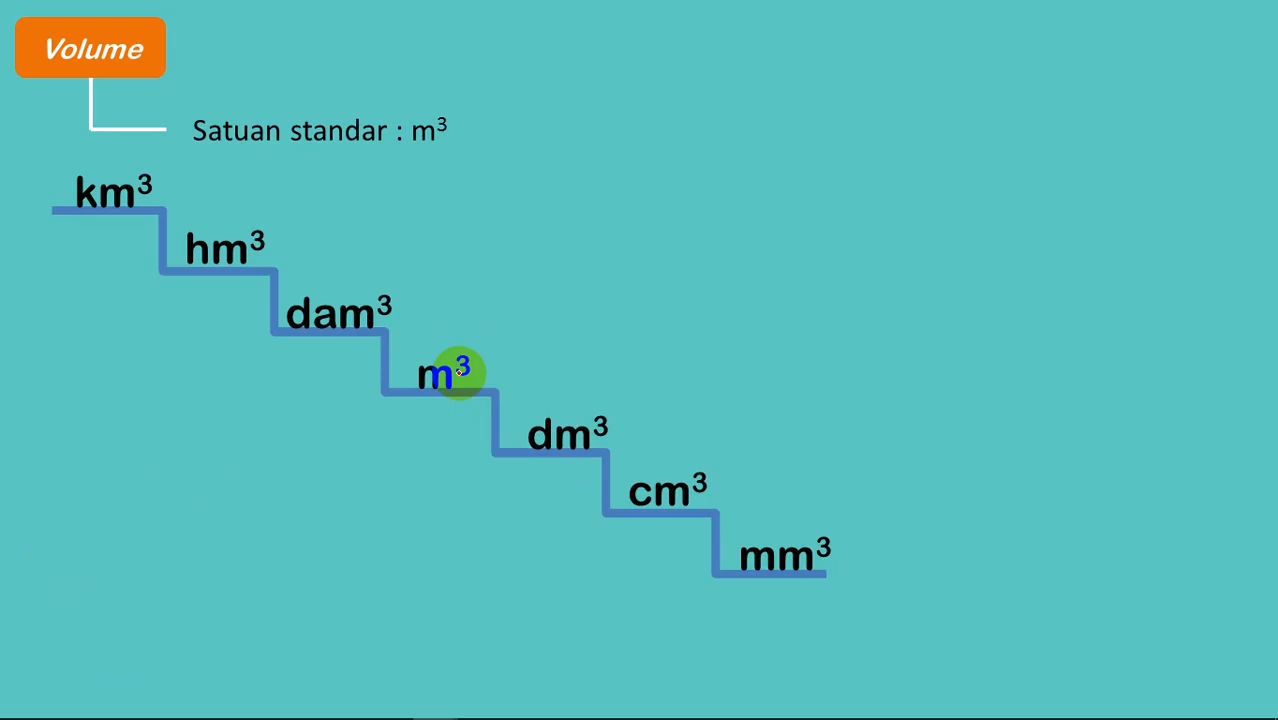 Volume
Satuan standar : m³
km³
hm³
dam³
m³
dm³
cm³
mm³